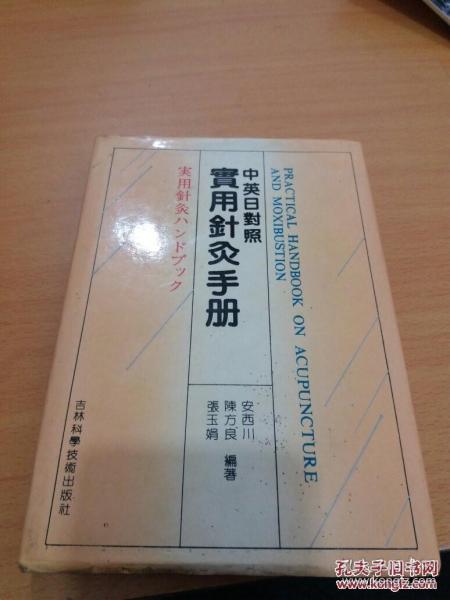 PRACTICAL HANDBOOK ON ACUPUNCTURE
AND MOXIBUSTION
中英日對照
實用針灸手册
実用針灸ハンドブック
安西川
陳方良 編著
張玉娟
吉林科學技術出版社
孔夫子旧书网
www.kongfz.com